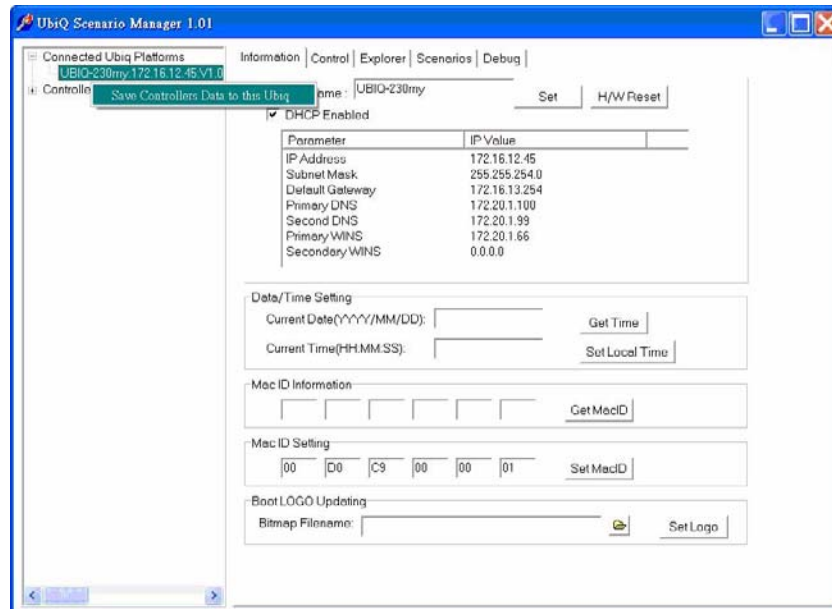 UbiQ Scenario Manager 1.01
Connected Ubiq Platforms
UBIQ-230my:172.16.12.45:V1.0
Controlle
Save Controllers Data to this Ubiq
Information Control Explorer Scenarios Debug
ame : UBIQ-230my Set H/W Reset
DHCP Enabled
Parameter IP Value
IP Address 172.16.12.45
Subnet Mask 255.255.254.0
Default Gateway 172.16.13.254
Primary DNS 172.20.1.100
Second DNS 172.20.1.99
Primary WINS 172.20.1.66
Secondary WINS 0.0.0.0
Data/Time Setting
Current Date(YYYY/MM/DD): Get Time
Current Time(HH.MM.SS): Set Local Time
Mac ID Information
Get MacID
Mac ID Setting
00 D0 C9 00 00 01 Set MacID
Boot LOGO Updating
Bitmap Filename: Set Logo